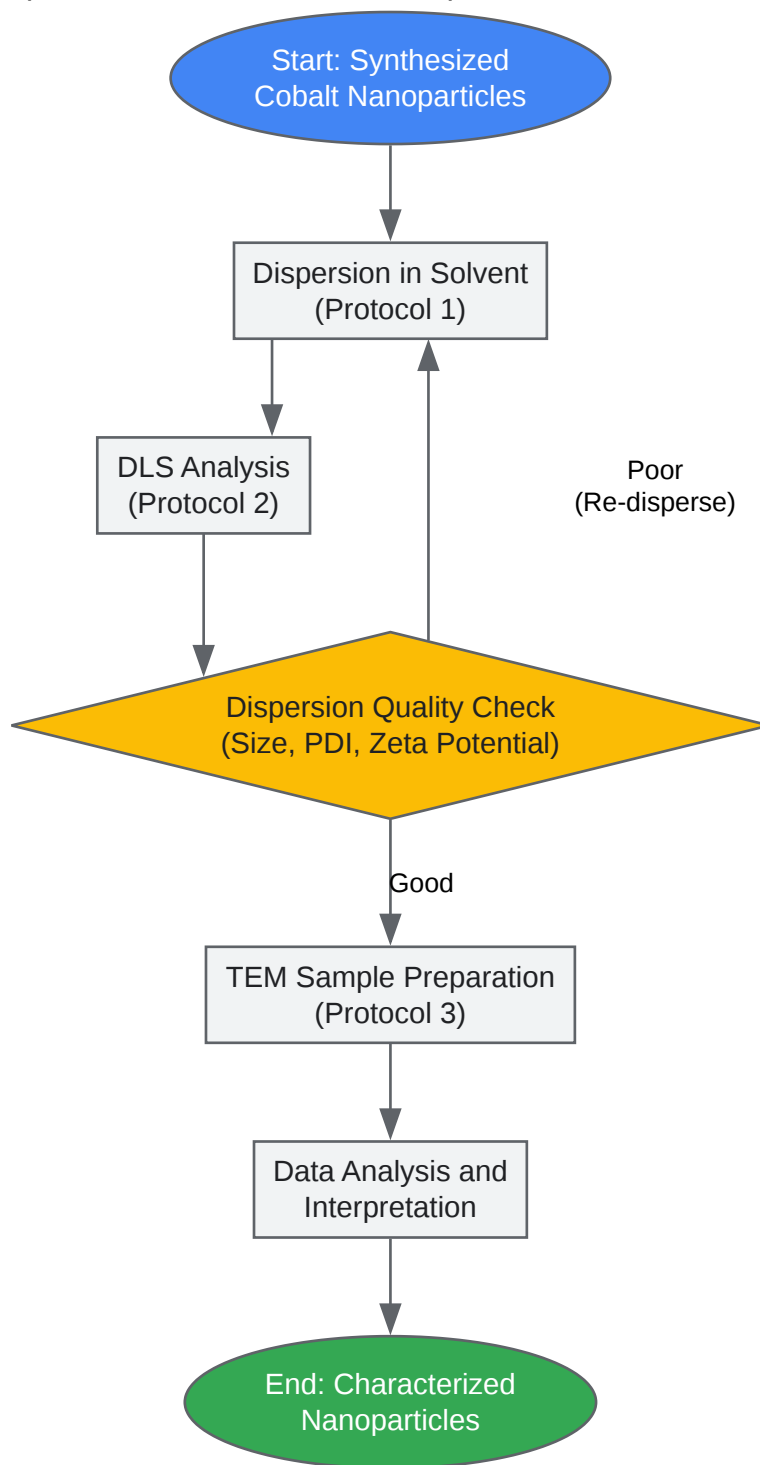 Start: Synthesized
Cobalt Nanoparticles
Dispersion in Solvent
(Protocol 1)
DLS Analysis
(Protocol 2)
Poor
(Re-disperse)
Dispersion Quality Check
(Size, PDI, Zeta Potential)
Good
TEM Sample Preparation
(Protocol 3)
Data Analysis and
Interpretation
End: Characterized
Nanoparticles